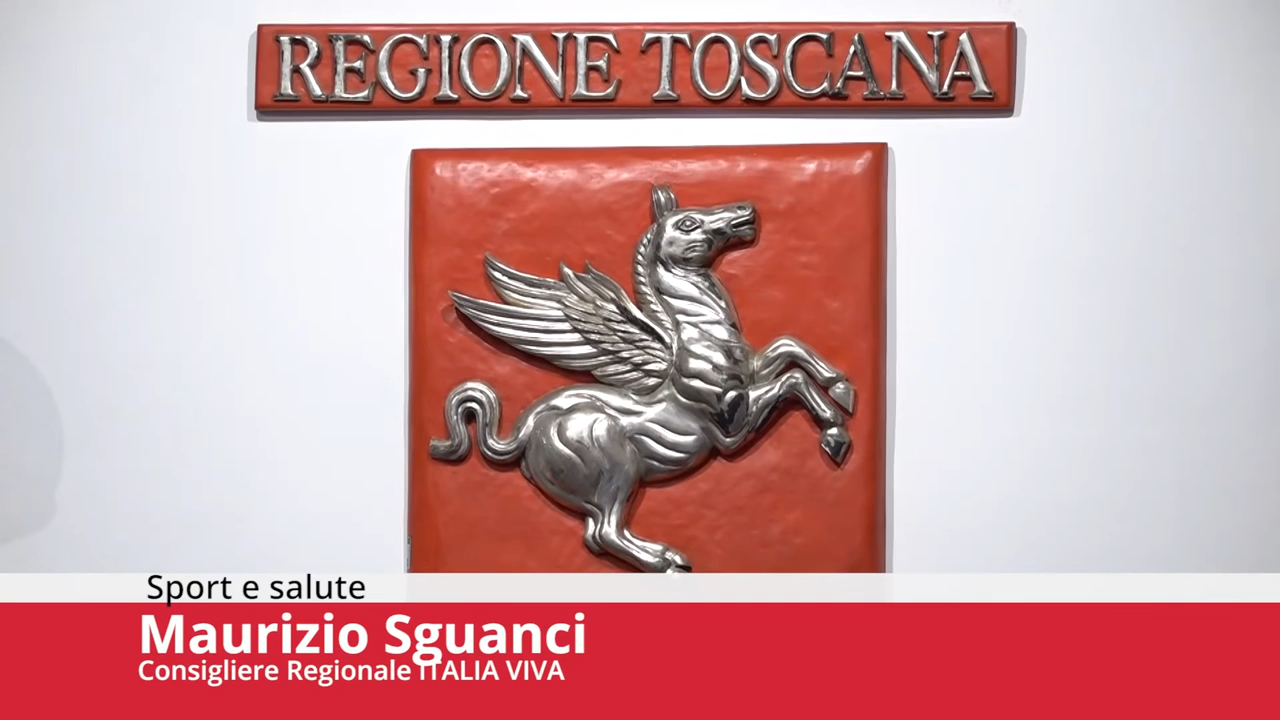 REGIONE TOSCANA
Sport e salute
Maurizio Sguanci
Consigliere Regionale ITALIA VIVA